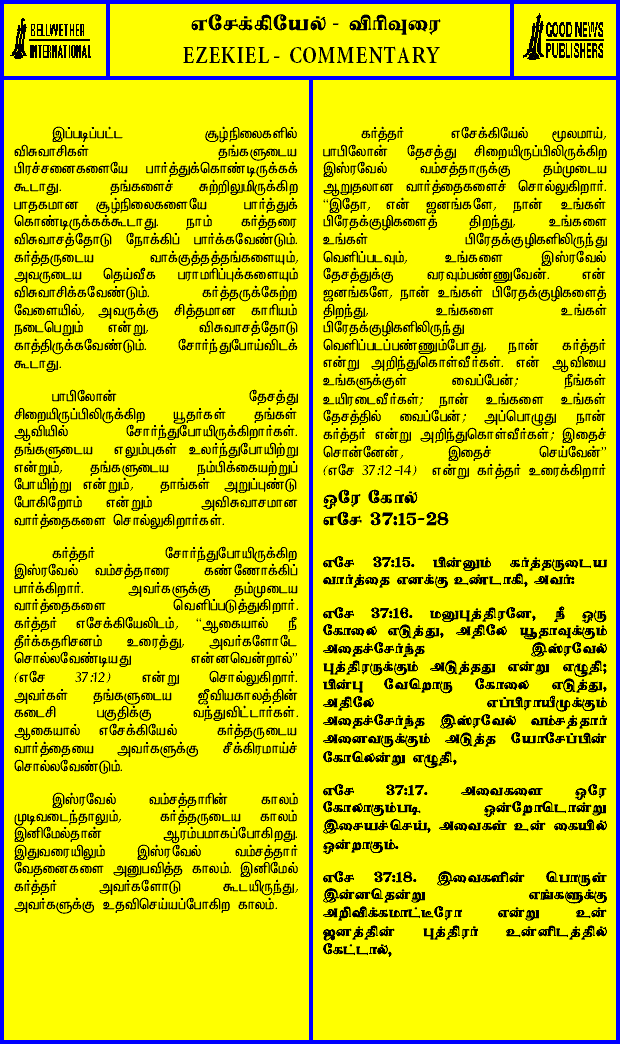 BELLWETHER
INTERNATIONAL
எசேக்கியேல் - விரிவுரை
EZEKIEL - COMMENTARY
GOOD NEWS
PUBLISHERS
இப்படிப்பட்ட சூழ்நிலைகளில்
விசுவாசிகள் தங்களுடைய
பிரச்சனைகளையே பார்த்துக்கொண்டிருக்கக்
கூடாது. தங்களைச் சுற்றிலுமிருக்கிற
பாதகமான சூழ்நிலைகளையே பார்த்துக்
கொண்டிருக்கக்கூடாது. நாம் கர்த்தரை
விசுவாசத்தோடு நோக்கிப் பார்க்கவேண்டும்.
கர்த்தருடைய வாக்குத்தத்தங்களையும்,
அவருடைய தெய்வீக பராமரிப்புக்களையும்
விசுவாசிக்கவேண்டும். கர்த்தருக்கேற்ற
வேளையில், அவருக்கு சித்தமான காரியம்
நடைபெறும் என்று, விசுவாசத்தோடு
காத்திருக்கவேண்டும். சோர்ந்துபோய்விடக்
கூடாது.
பாபிலோன் தேசத்து
சிறையிருப்பிலிருக்கிற யூதர்கள் தங்கள்
ஆவியில் சோர்ந்துபோயிருக்கிறார்கள்.
தங்களுடைய எலும்புகள் உலர்ந்துபோயிற்று
என்றும், தங்களுடைய நம்பிக்கையற்றுப்
போயிற்று என்றும், தாங்கள் அறுப்புண்டு
போகிறோம் என்றும் அவிசுவாசமான
வார்த்தைகளை சொல்லுகிறார்கள்.
கர்த்தர் சோர்ந்துபோயிருக்கிற
இஸ்ரவேல் வம்சத்தாரை கண்ணோக்கிப்
பார்க்கிறார். அவர்களுக்கு தம்முடைய
வார்த்தைகளை வெளிப்படுத்துகிறார்.
கர்த்தர் எசேக்கியேலிடம், "ஆகையால் நீ
தீர்க்கதரிசனம் உரைத்து, அவர்களோடே
சொல்லவேண்டியது என்னவென்றால்"
(எசே 37:12) என்று சொல்லுகிறார்.
அவர்கள் தங்களுடைய ஜீவியகாலத்தின்
கடைசி பகுதிக்கு வந்துவிட்டார்கள்.
ஆகையால் எசேக்கியேல் கர்த்தருடைய
வார்த்தையை அவர்களுக்கு சீக்கிரமாய்ச்
சொல்லவேண்டும்.
இஸ்ரவேல் வம்சத்தாரின் காலம்
முடிவடைந்தாலும், கர்த்தருடைய காலம்
இனிமேல்தான் ஆரம்பமாகப்போகிறது.
இதுவரையிலும் இஸ்ரவேல் வம்சத்தார்
வேதனைகளை அனுபவித்த காலம். இனிமேல்
கர்த்தர் அவர்களோடு கூடயிருந்து,
அவர்களுக்கு உதவிசெய்யப்போகிற காலம்.
கர்த்தர் எசேக்கியேல் மூலமாய்,
பாபிலோன் தேசத்து சிறையிருப்பிலிருக்கிற
இஸ்ரவேல் வம்சத்தாருக்கு தம்முடைய
ஆறுதலான வார்த்தைகளைச் சொல்லுகிறார்.
"இதோ, என் ஜனங்களே, நான் உங்கள்
பிரேதக்குழிகளைத் திறந்து, உங்களை
உங்கள் பிரேதக்குழிகளிலிருந்து
வெளிப்படவும், உங்களை இஸ்ரவேல்
தேசத்துக்கு வரவும்பண்ணுவேன். என்
ஜனங்களே, நான் உங்கள் பிரேதக்குழிகளைத்
திறந்து, உங்களை உங்கள்
பிரேதக்குழிகளிலிருந்து
வெளிப்படப்பண்ணும்போது, நான் கர்த்தர்
என்று அறிந்துகொள்வீர்கள். என் ஆவியை
உங்களுக்குள் வைப்பேன்; நீங்கள்
உயிரடைவீர்கள்; நான் உங்களை உங்கள்
தேசத்தில் வைப்பேன்; அப்பொழுது நான்
கர்த்தர் என்று அறிந்துகொள்வீர்கள்; இதைச்
சொன்னேன், இதைச் செய்வேன்"
(எசே 37:12-14) என்று கர்த்தர் உரைக்கிறார்
ஒரே கோல்
எசே 37:15-28
எசே 37:15. பின்னும் கர்த்தருடைய
வார்த்தை எனக்கு உண்டாகி, அவர்:
எசே 37:16. மனுபுத்திரனே, நீ ஒரு
கோலை எடுத்து, அதிலே யூதாவுக்கும்
அதைச்சேர்ந்த இஸ்ரவேல்
புத்திரருக்கும் அடுத்தது என்று எழுதி;
பின்பு வேறொரு கோலை எடுத்து,
அதிலே எப்பிராயீமுக்கும்
அதைச்சேர்ந்த இஸ்ரவேல் வம்சத்தார்
அனைவருக்கும் அடுத்த யோசேப்பின்
கோலென்று எழுதி,
எசே 37:17. அவைகளை ஒரே
கோலாகும்படி ஒன்றோடொன்று
இசையச்செய், அவைகள் உன் கையில்
ஒன்றாகும்.
எசே 37:18. இவைகளின் பொருள்
இன்னதென்று எங்களுக்கு
அறிவிக்கமாட்டீரோ என்று உன்
ஜனத்தின் புத்திரர் உன்னிடத்தில்
கேட்டால்,